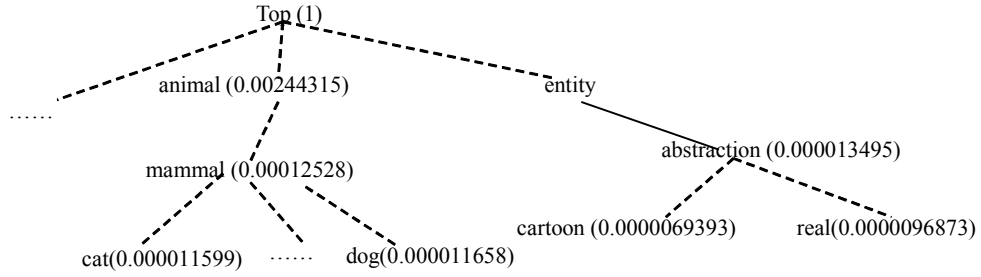 Top (1)
animal (0.00244315)
entity
......
abstraction (0.000013495)
mammal (0.00012528)
cartoon (0.0000069393)
real(0.0000096873)
cat(0.000011599)
......
dog(0.000011658)